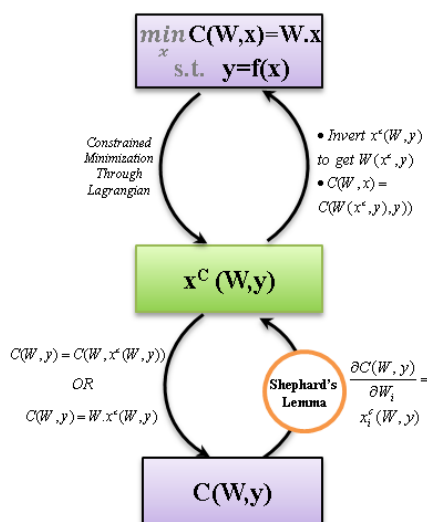 min C(W,x)=W.x
x
s.t. y=f(x)
Constrained
Minimization
Through
Lagrangian
• Invert x^c(W,y)
to get W(x^c,y)
• C(W,x) =
C(W(x^c,y),y))
x^C (W,y)
C(W,y) = C(W,x^c(W,y))
OR
C(W,y) = W.x^c(W,y)
Shephard's
Lemma
∂C(W,y)
∂W_i
=
x_i^c(W,y)
C(W,y)